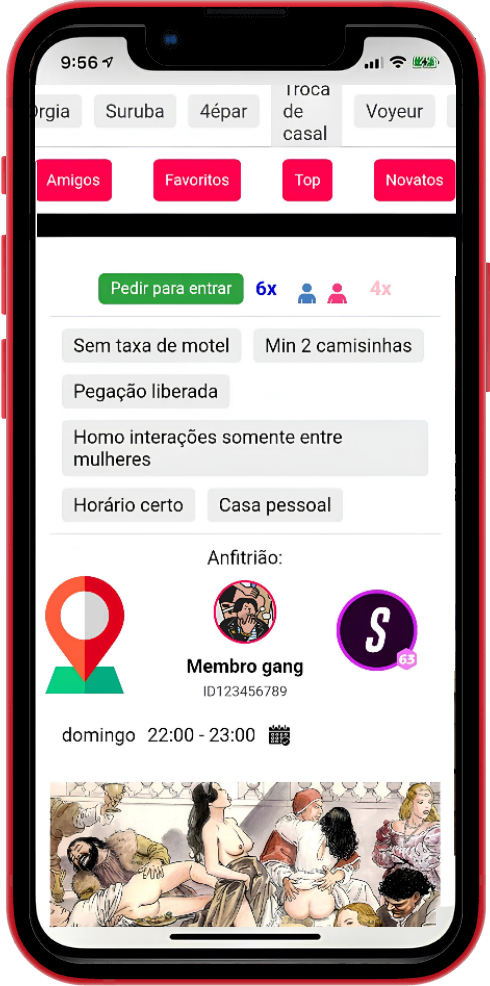 9:56
Orgia Suruba 4épar Troca de casal Voyeur
Amigos Favoritos Top Novatos
Pedir para entrar 6x 4x
Sem taxa de motel Min 2 camisinhas
Pegação liberada
Homo interações somente entre
mulheres
Horário certo Casa pessoal
Anfitrião:
S
63
Membro gang
ID123456789
domingo 22:00 - 23:00